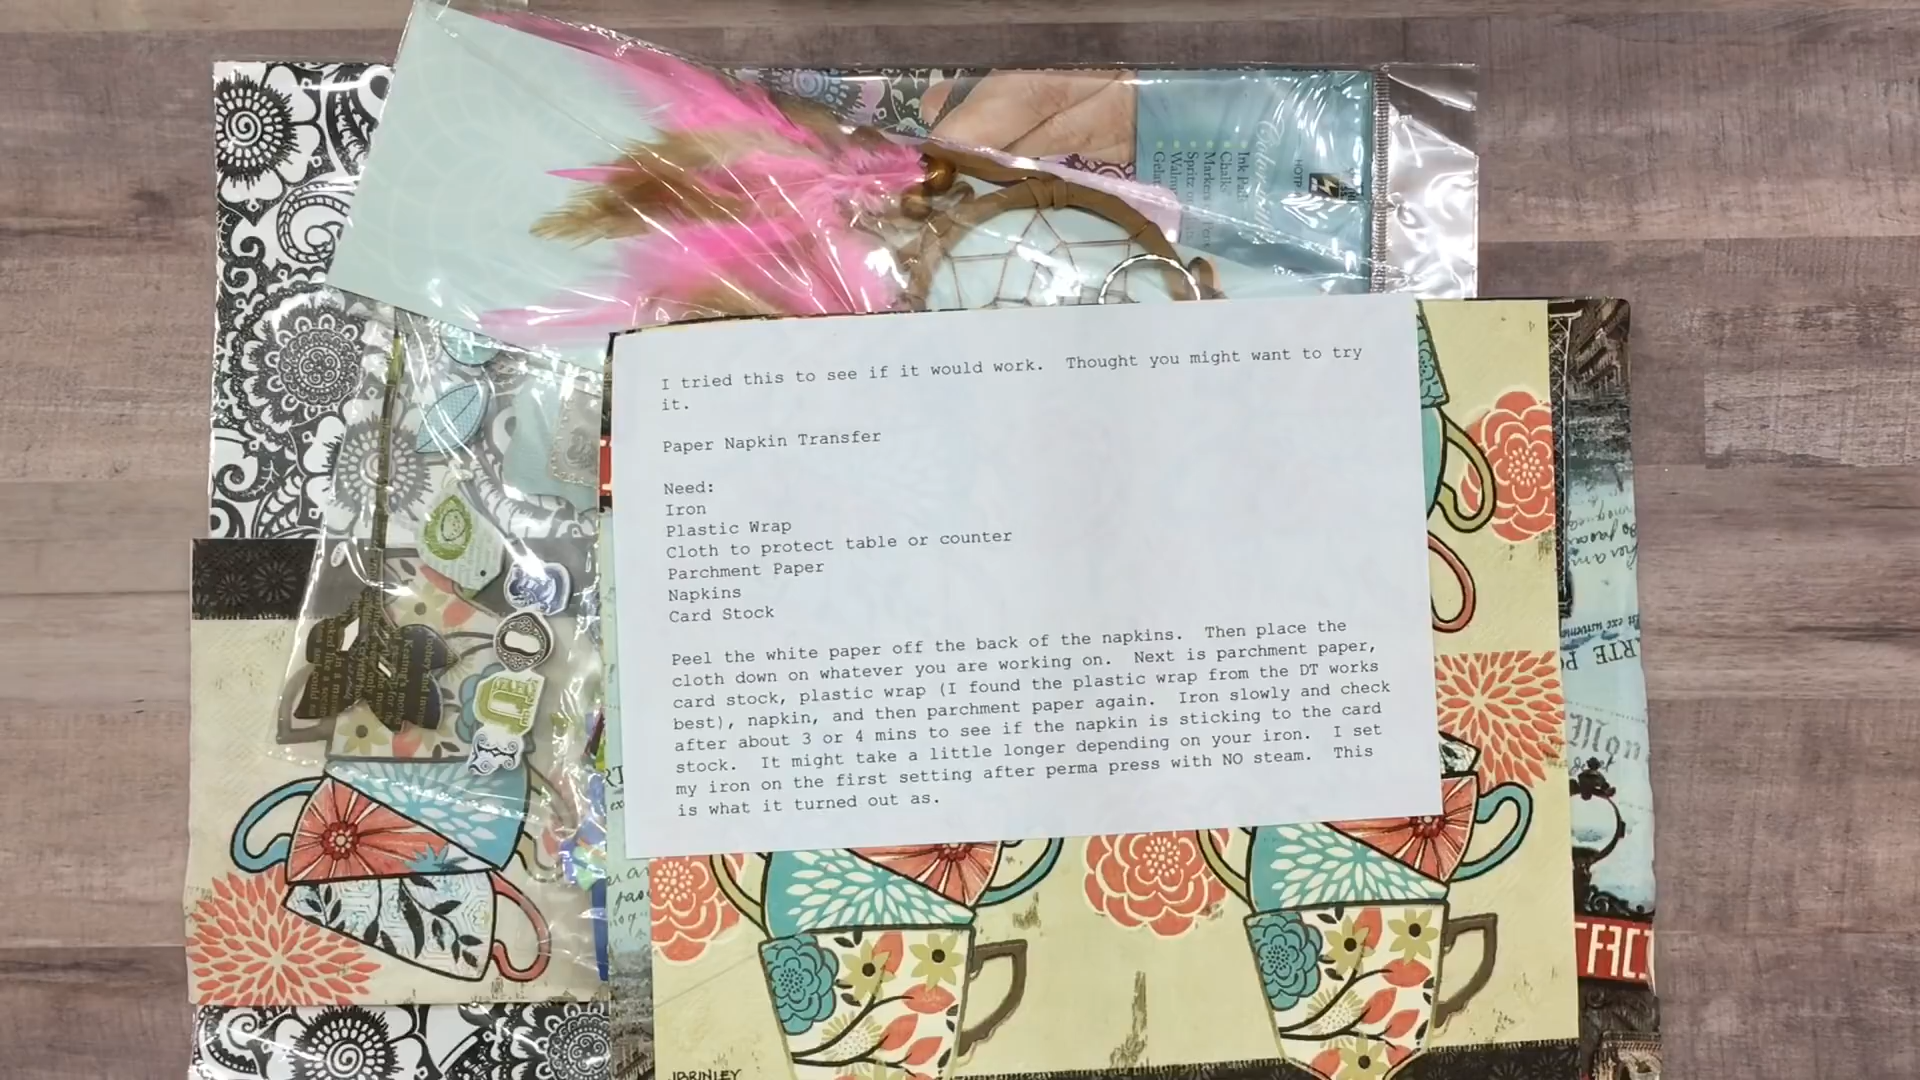 I tried this to see if it would work.  Thought you might want to try
it.
Paper Napkin Transfer
Need:
Iron
Plastic Wrap
Cloth to protect table or counter
Parchment Paper
Napkins
Card Stock
Peel the white paper off the back of the napkins.  Then place the
cloth down on whatever you are working on.  Next is parchment paper,
card stock, plastic wrap (I found the plastic wrap from the DT works
best), napkin, and then parchment paper again.  Iron slowly and check
after about 3 or 4 mins to see if the napkin is sticking to the card
stock.  It might take a little longer depending on your iron.  I set
my iron on the first setting after perma press with NO steam.  This
is what it turned out as.
Ink Pads
Chalks
HOTP
JBRINLEY